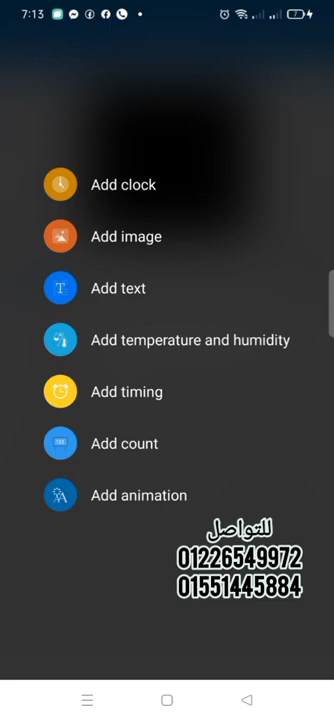 7:13
7
Add clock
Add image
T
Add text
Add temperature and humidity
Add timing
Add count
Add animation
للتواصل
01226549972
01551445884